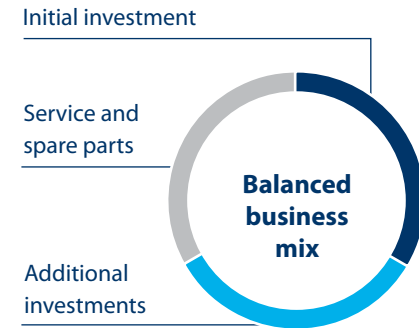 Initial investment
Service and
spare parts
Balanced
business
mix
Additional
investments